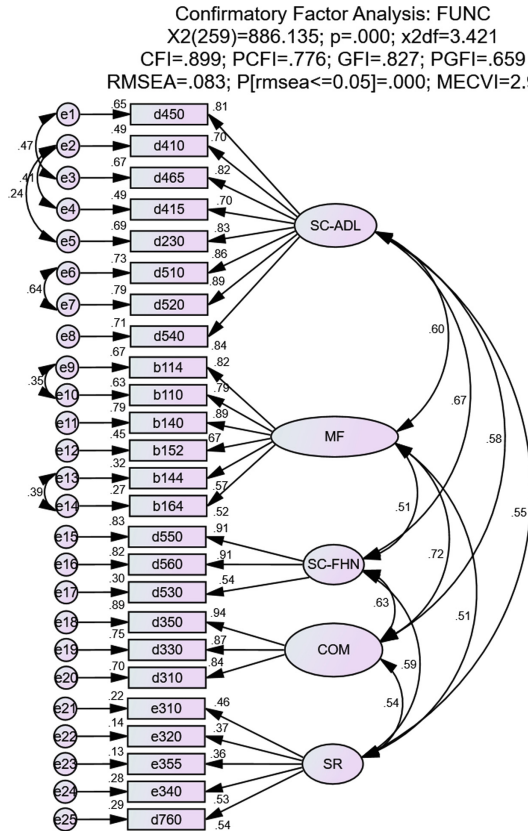 Confirmatory Factor Analysis: FUNC
X2(259)=886.135; p=.000; x2df=3.421
CFI=.899; PCFI=.776; GFI=.827; PGFI=.659
RMSEA=.083; P[rmsea<=0.05]=.000; MECVI=2.9
e1 .65 d450 .81
.49
e2 d410 .70
.47
.67
e3 d465 .82
.41
.49
e4 d415 .70
.24
.69
e5 d230 .83
SC-ADL
.73
e6 d510 .86
.64
.79
e7 d520 .89
.71
e8 d540 .84
.60
.67
e9 b114 .82
.35
.63
e10 b110 .79
.67
.79
e11 b140 .89
MF
.58
.45
e12 b152 .67
.32
e13 b144 .57
.39
.27
e14 b164 .52
.51
.55
.83
e15 d550 .91
.72
.82
e16 d560 .91
SC-FHN
.30
e17 d530 .54
.63
.51
.89
e18 d350 .94
.75
e19 d330 .87
COM
.59
.70
e20 d310 .84
.54
.22
e21 e310 .46
.14
e22 e320 .37
.13
e23 e355 .36
SR
.28
e24 e340 .53
.29
e25 d760 .54